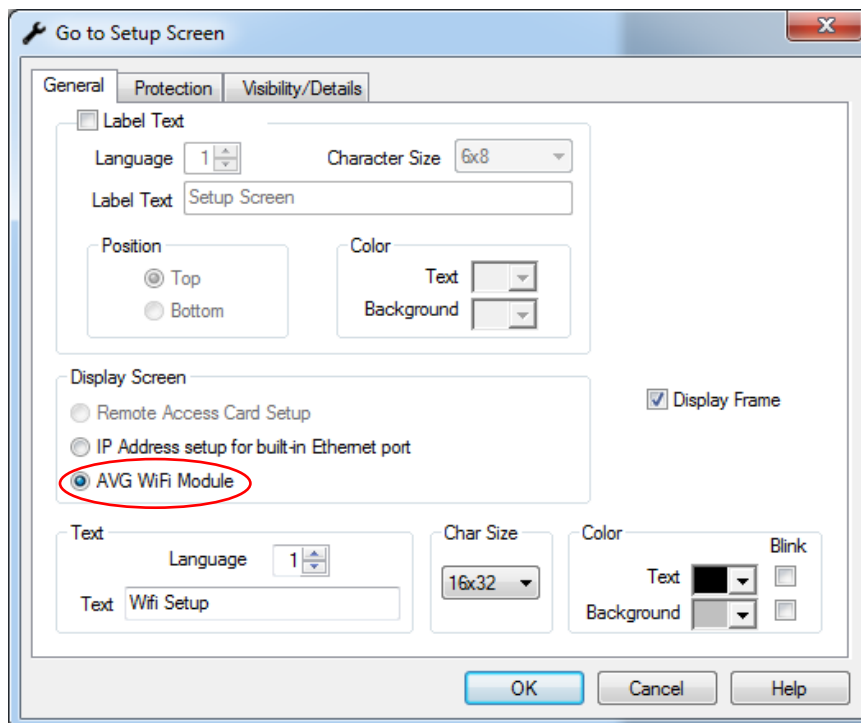 Go to Setup Screen
General Protection Visibility/Details
Label Text
Language 1 Character Size 6x8
Label Text Setup Screen
Position Color
Top Text
Bottom Background
Display Screen
Remote Access Card Setup Display Frame
IP Address setup for built-in Ethernet port
AVG WiFi Module
Text Char Size Color Blink
Language 1
Text Wifi Setup 16x32 Text
Background
OK Cancel Help